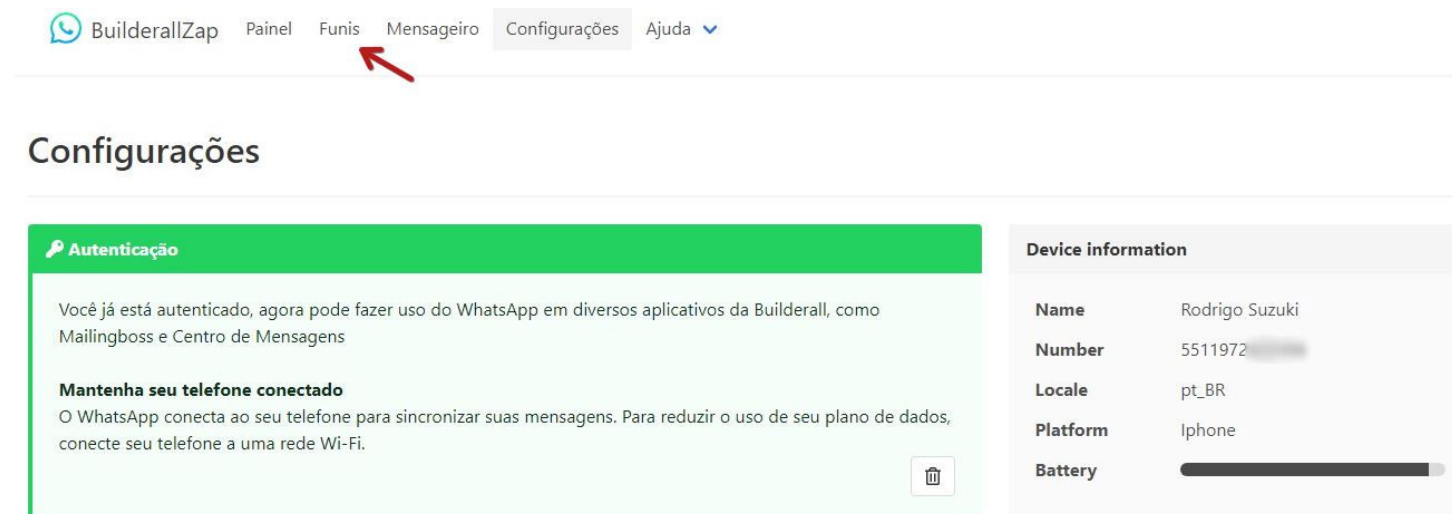 BuilderallZap Painel Funis Mensageiro Configurações Ajuda
Configurações
Autenticação
Você já está autenticado, agora pode fazer uso do WhatsApp em diversos aplicativos da Builderall, como
Mailingboss e Centro de Mensagens
Mantenha seu telefone conectado
O WhatsApp conecta ao seu telefone para sincronizar suas mensagens. Para reduzir o uso de seu plano de dados,
conecte seu telefone a uma rede Wi-Fi.
Device information
Name Rodrigo Suzuki
Number 5511972
Locale pt_BR
Platform Iphone
Battery